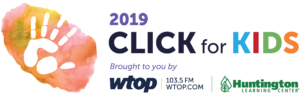 2019
CLICK for KIDS
Brought to you by
wtop
103.5 FM
WTOP.COM
Huntington
LEARNING CENTER